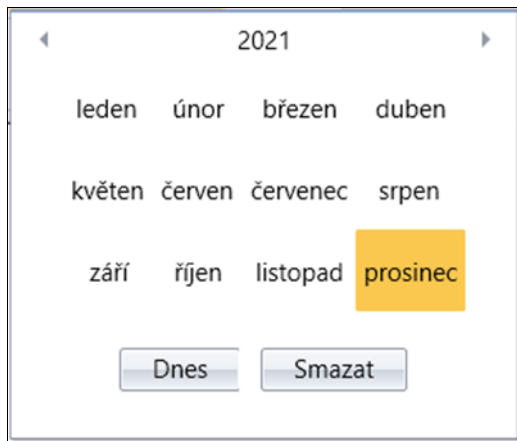 2021
leden únor březen duben
květen červen červenec srpen
září říjen listopad prosinec
Dnes Smazat